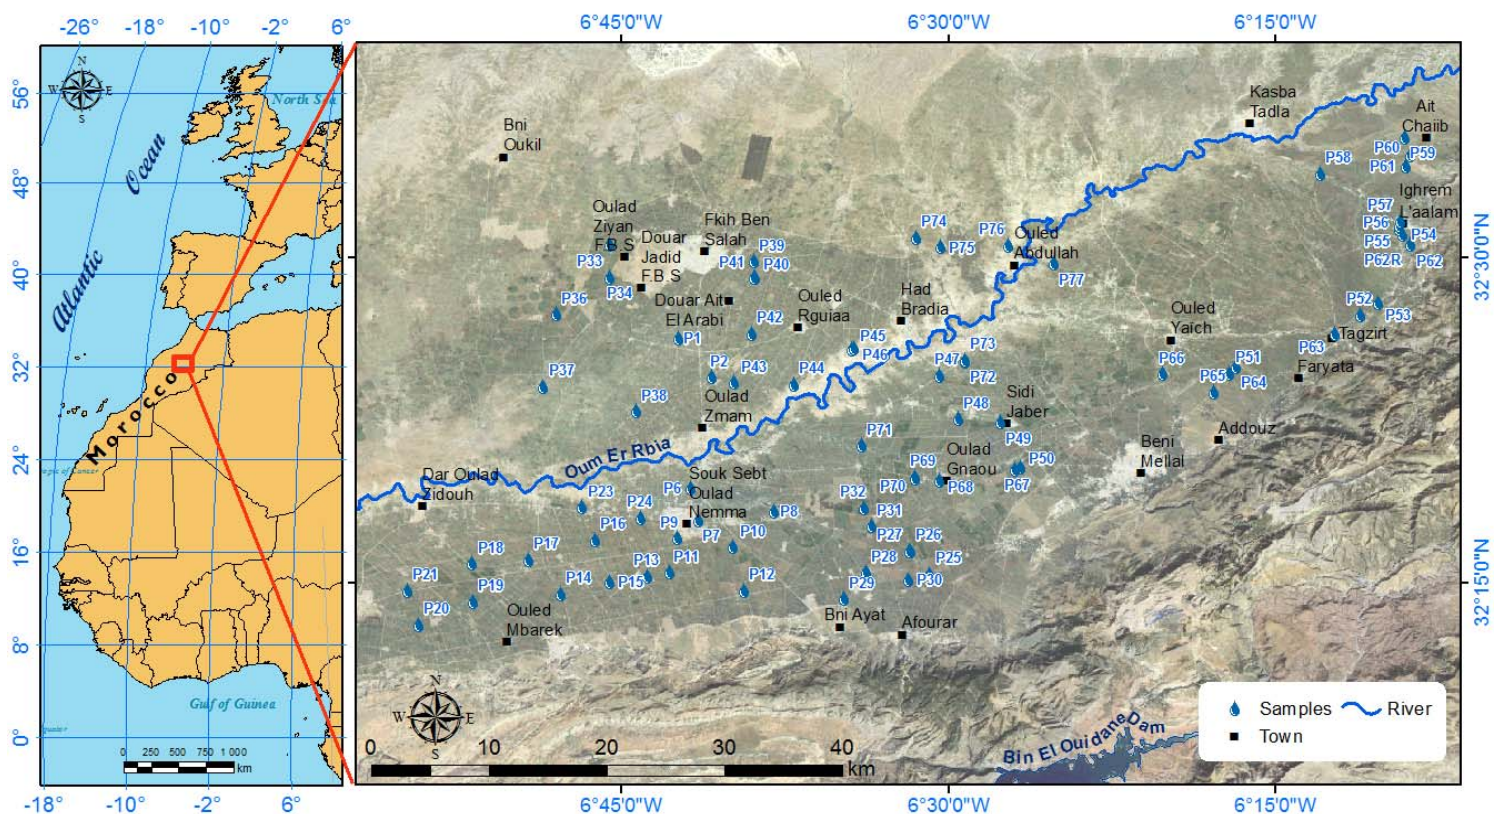 -26° -18° -10° -2° 6°
6°45'0"W 6°30'0"W 6°15'0"W
N
W E
S
North Sea
Ocean
Atlantic
Morocco
Gulf of Guinea
0 250 500 750 1 000
km
56°
48°
40°
32°
24°
16°
8°
0°
-18° -10° -2° 6°
Kasba
Tadla
Ait
Chaiib
Bni
Oukil
P60
P59
P61
P58
Ighrem
L'aalam
P57
P56
P55
P54
P62R
P62
Oulad
Ziyan
F.B.S
Fkih Ben
Salah
Douar
Jadid
F.B.S
P33
P34
P39
P41
P40
P74
P75
P76
Ouled
Abdullah
P77
P36
Douar Ait
El Arabi
Ouled
Rguiaa
Had
Bradia
Ouled
Yaich
P52
P53
Tagzirt
P63
Faryata
P1
P42
P45
P46
P47
P73
P72
P66
P51
P65
P64
P37
P2
P43
P44
P38
Oulad
Zmam
P48
Sidi
Jaber
P49
Addouz
Oum Er Rbia
P71
Oulad
Gnaou
P50
P67
Beni
Mellal
Dar Oulad
Zidouh
Souk Sebt
Oulad
Nemma
P6
P69
P70
P68
P23
P24
P9
P7
P8
P32
P31
P16
P10
P27
P26
P18
P17
P13
P11
P28
P25
P21
P19
P14
P15
P12
P29
P30
P20
Ouled
Mbarek
Bni Ayat
Afourar
N
W E
S
0 10 20 30 40
km
Bin El Ouidane Dam
Samples River
Town
32°30'0"N
32°15'0"N
6°45'0"W 6°30'0"W 6°15'0"W